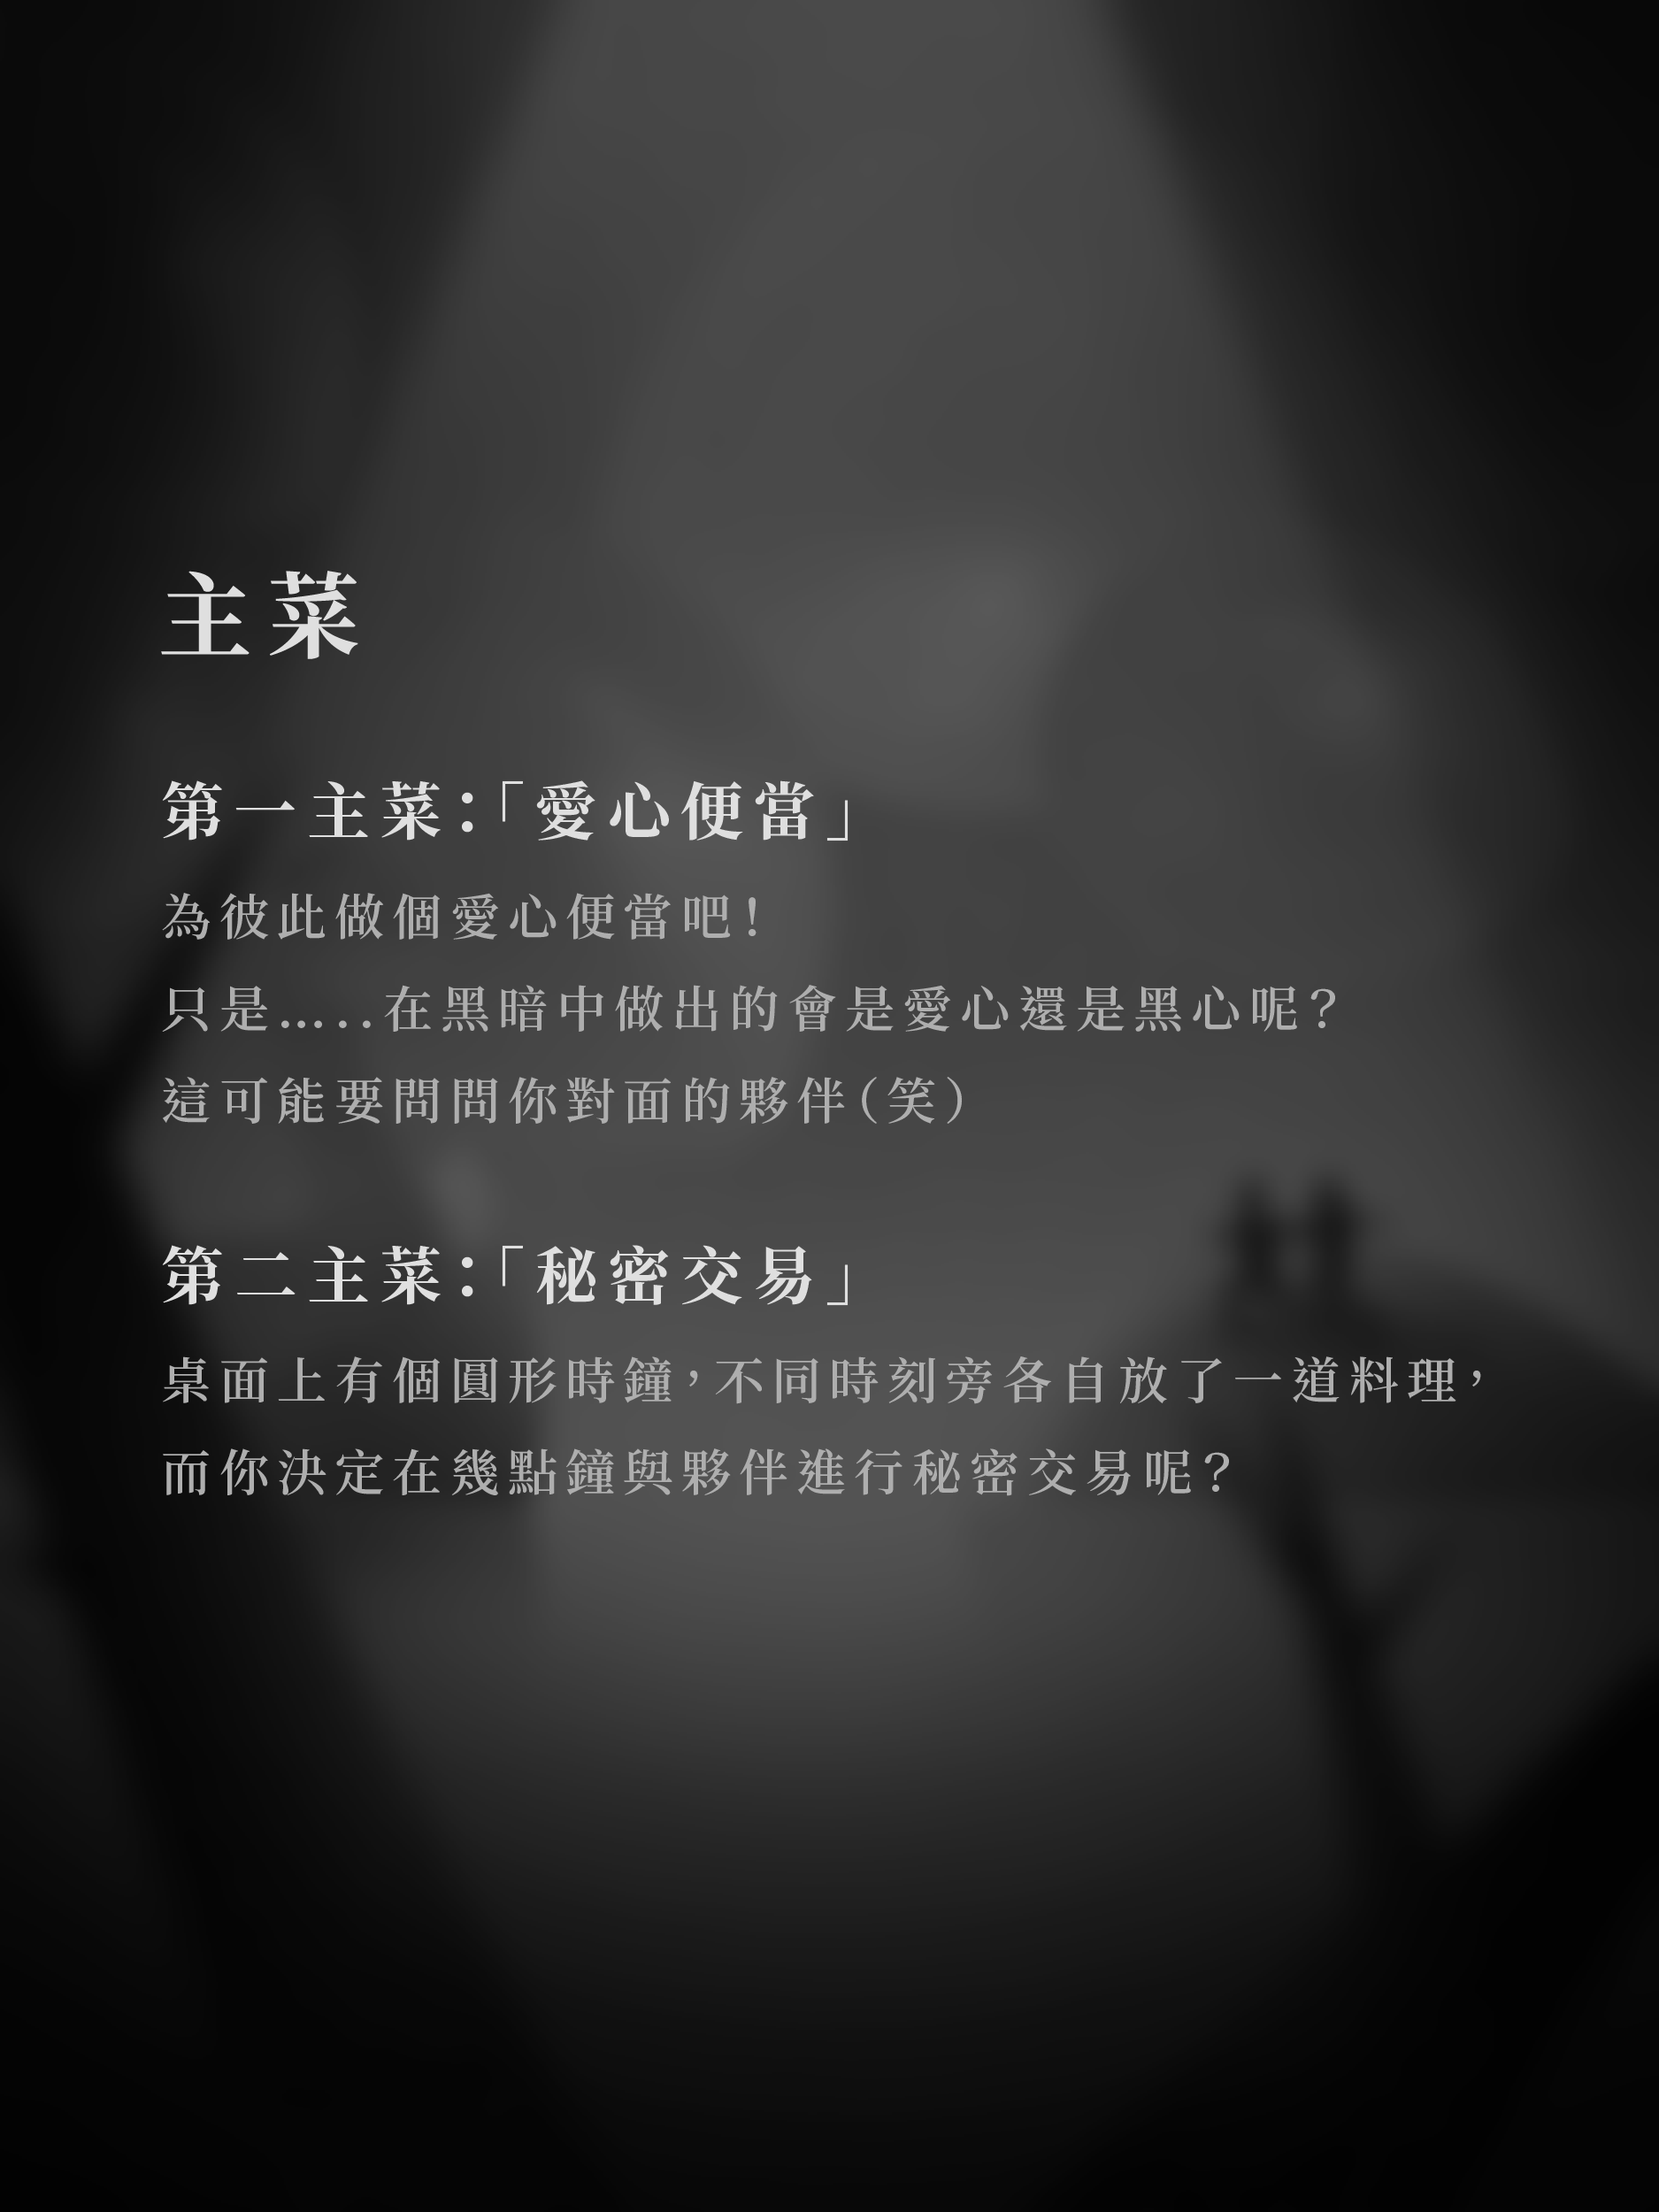 主菜
第一主菜：「愛心便當」
為彼此做個愛心便當吧！
只是…..在黑暗中做出的會是愛心還是黑心呢？
這可能要問問你對面的夥伴（笑）
第二主菜：「秘密交易」
桌面上有個圓形時鐘，不同時刻旁各自放了一道料理，
而你決定在幾點鐘與夥伴進行秘密交易呢？